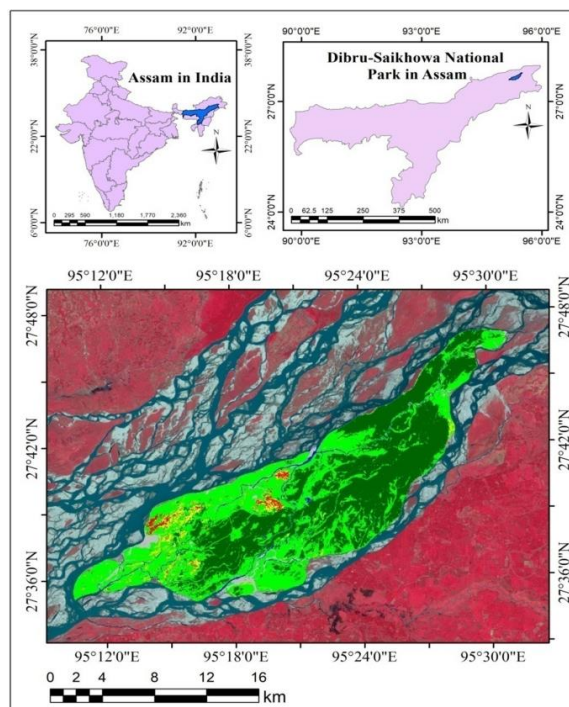 76°0'0"E 92°0'0"E
38°0'0"N
22°0'0"N
6°0'0"N
Assam in India
N
0 295 590 1,180 1,770 2,360
km
38°0'0"N
22°0'0"N
6°0'0"N
76°0'0"E 92°0'0"E
90°0'0"E 93°0'0"E 96°0'0"E
Dibru-Saikhowa National
Park in Assam
27°0'0"N
24°0'0"N
N
0 62.5 125 250 375 500
km
27°0'0"N
24°0'0"N
90°0'0"E 93°0'0"E 96°0'0"E
95°12'0"E 95°18'0"E 95°24'0"E 95°30'0"E
27°48'0"N
27°42'0"N
27°36'0"N
27°48'0"N
27°42'0"N
27°36'0"N
95°12'0"E 95°18'0"E 95°24'0"E 95°30'0"E
0 2 4 8 12 16
km